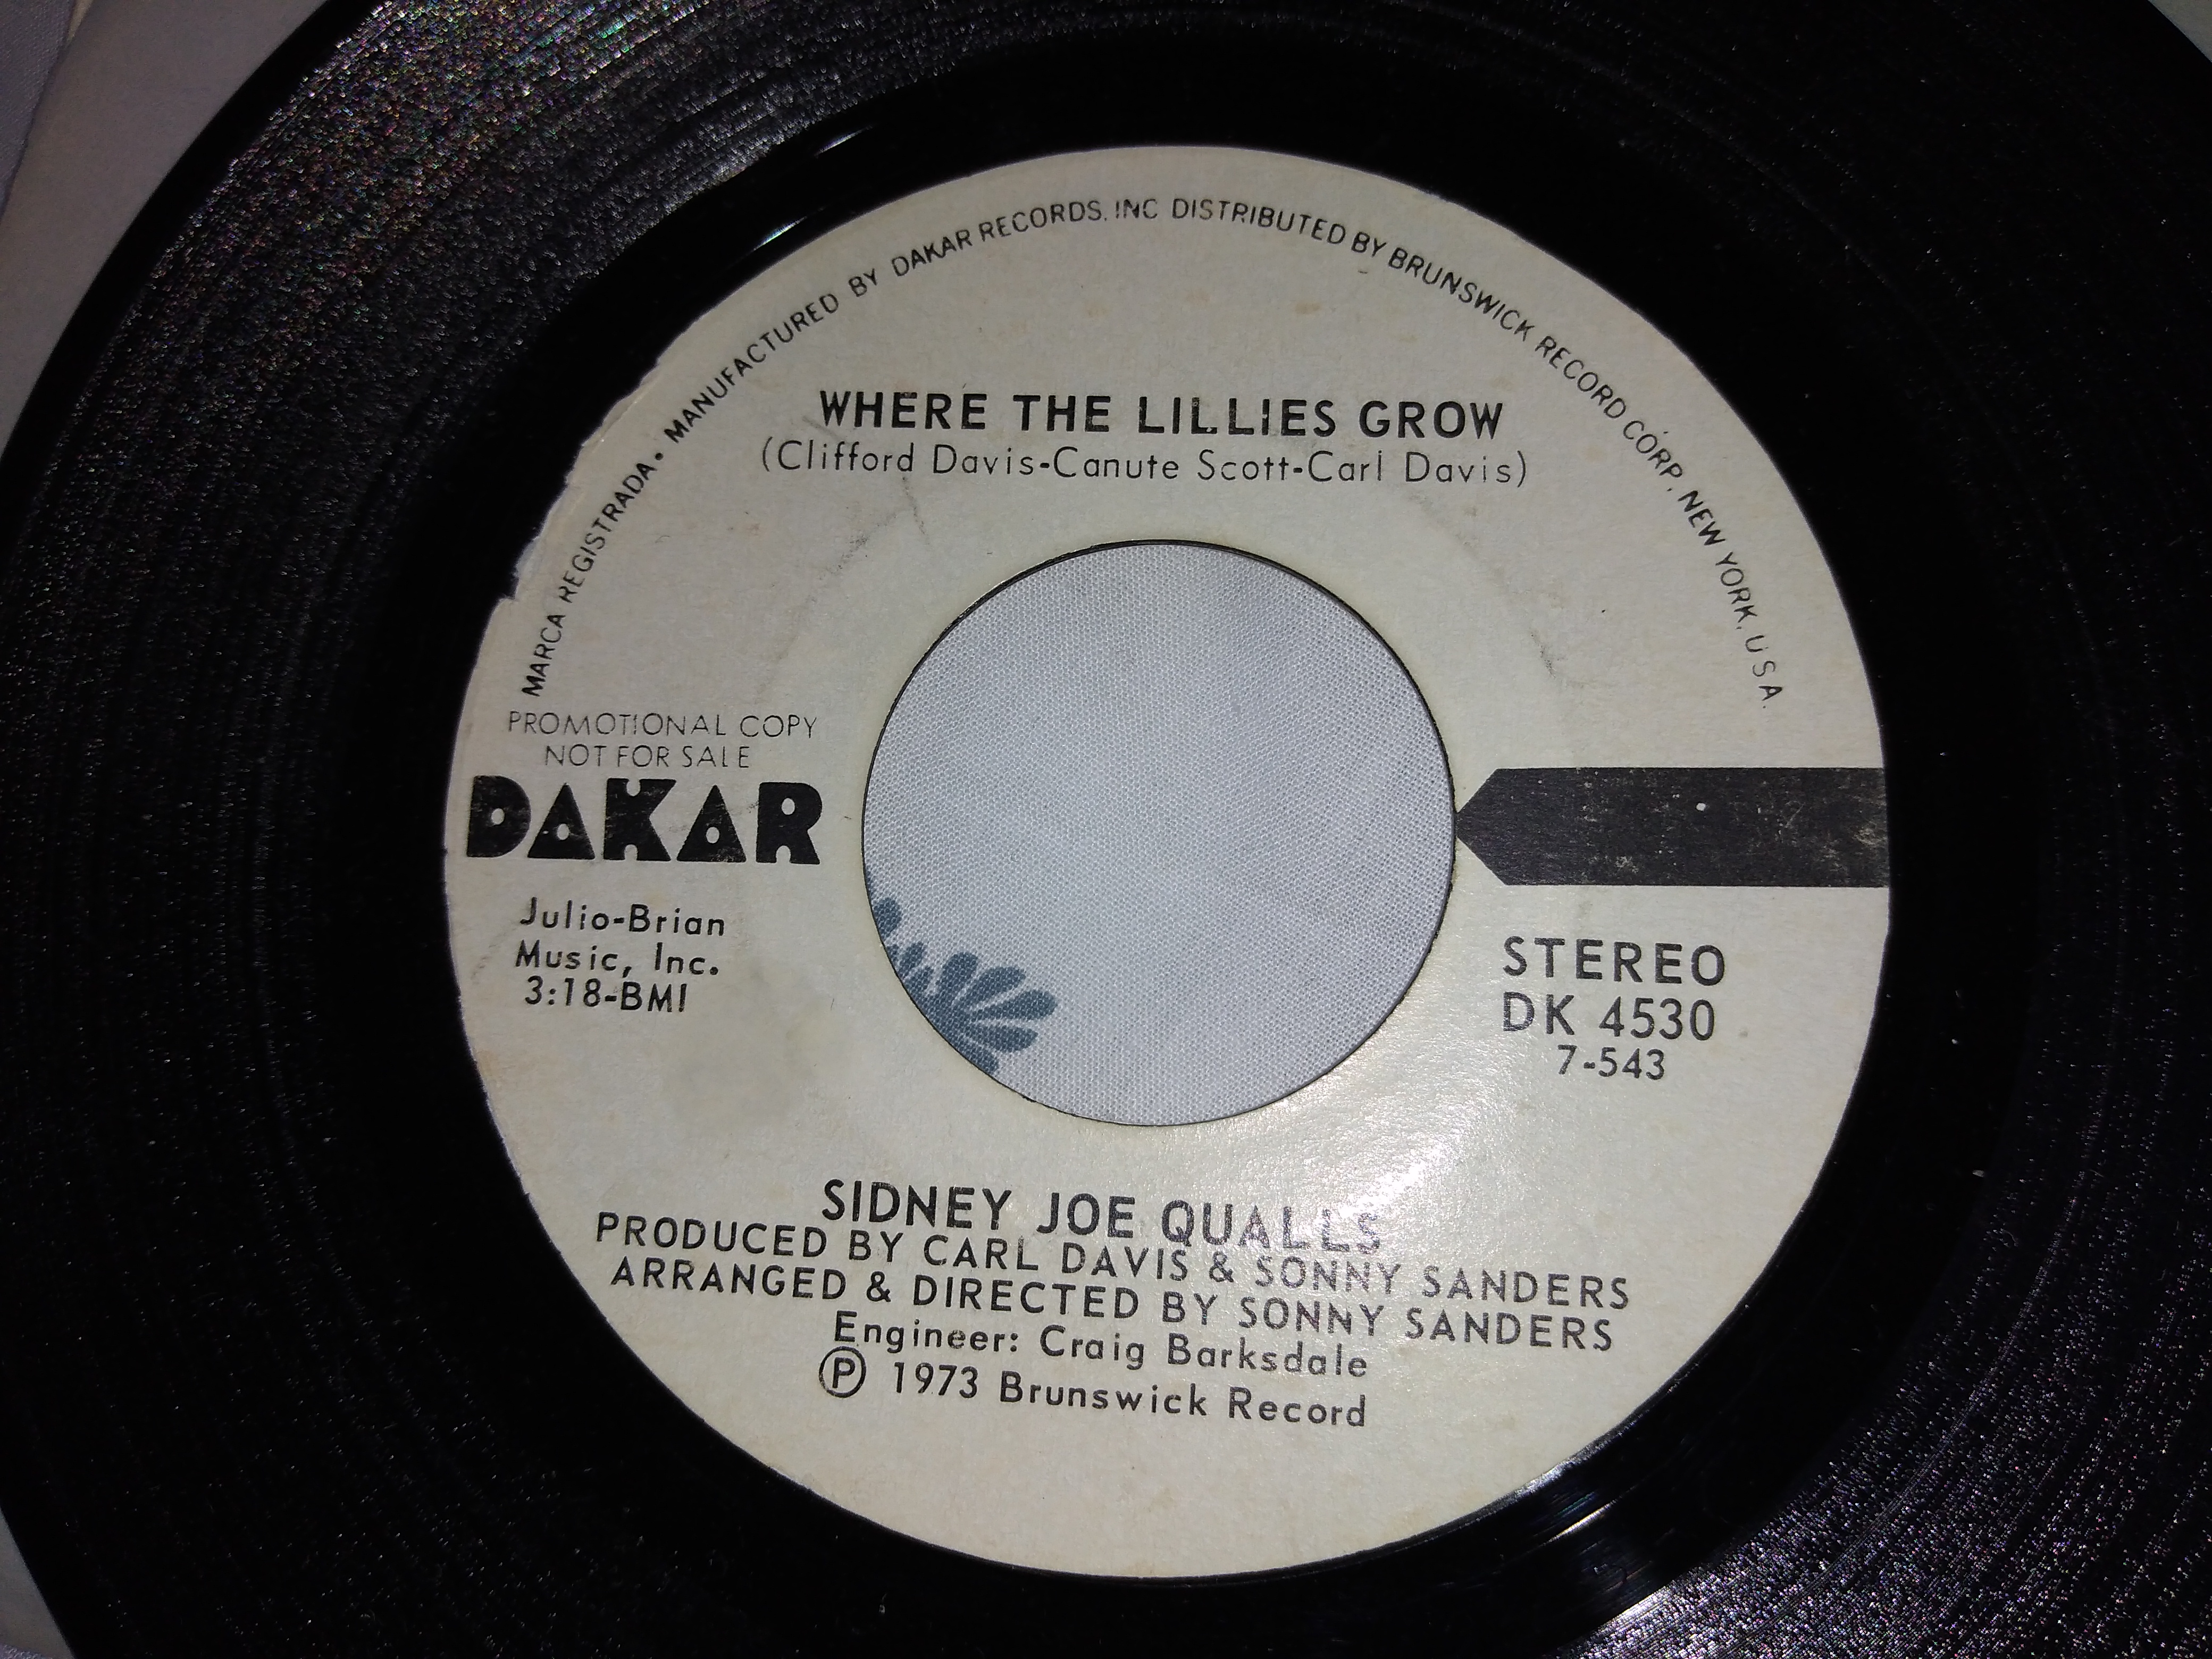 MARCA REGISTRADA • MANUFACTURED BY DAKAR RECORDS, INC DISTRIBUTED BY BRUNSWICK RECORD CORP. NEW YORK, U S A.
WHERE THE LILLIES GROW
(Clifford Davis-Canute Scott-Carl Davis)
PROMOTIONAL COPY
NOT FOR SALE
DAKAR
Julio-Brian
Music, Inc.
3:18-BMI
STEREO
DK 4530
7-543
SIDNEY JOE QUALLS
PRODUCED BY CARL DAVIS & SONNY SANDERS
ARRANGED & DIRECTED BY SONNY SANDERS
Engineer: Craig Barksdale
Ⓟ 1973 Brunswick Record